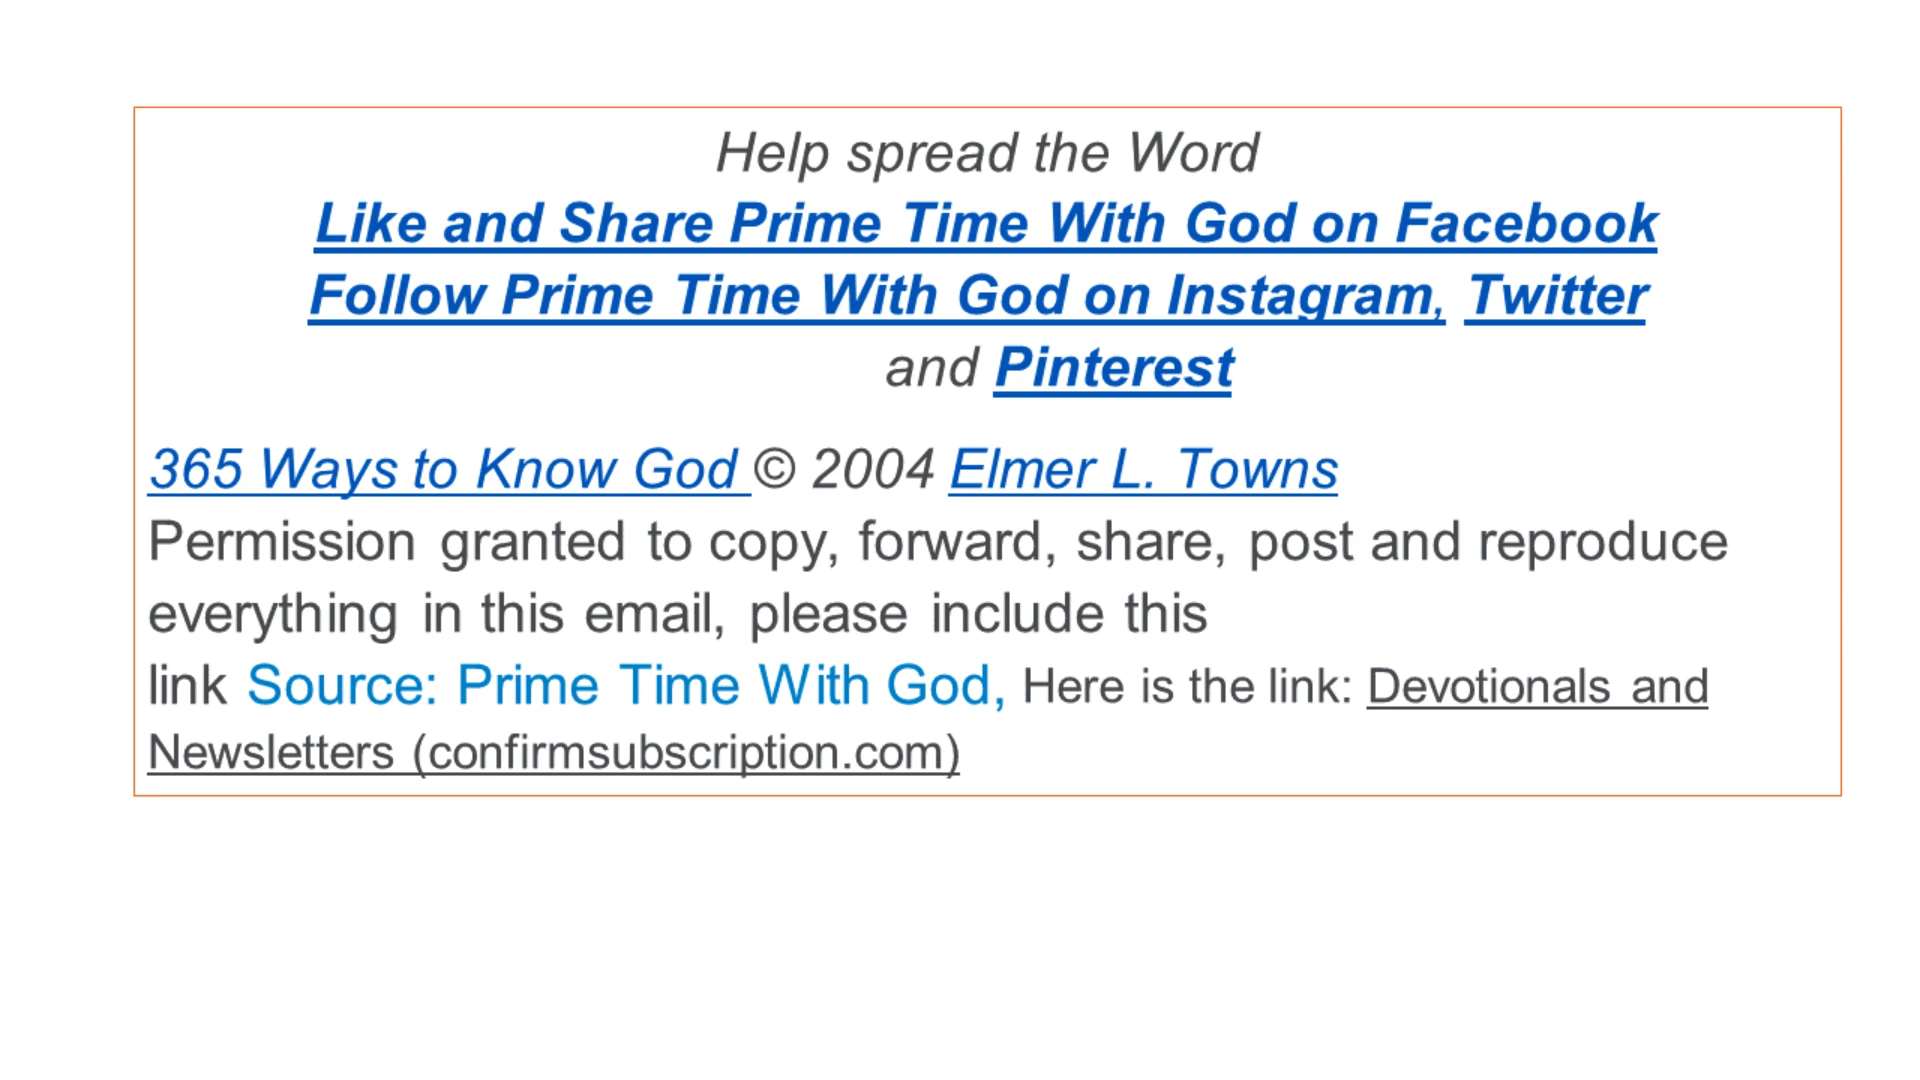 Help spread the Word
Like and Share Prime Time With God on Facebook
Follow Prime Time With God on Instagram, Twitter
and Pinterest
365 Ways to Know God © 2004 Elmer L. Towns
Permission granted to copy, forward, share, post and reproduce
everything in this email, please include this
link Source: Prime Time With God, Here is the link: Devotionals and
Newsletters (confirmsubscription.com)